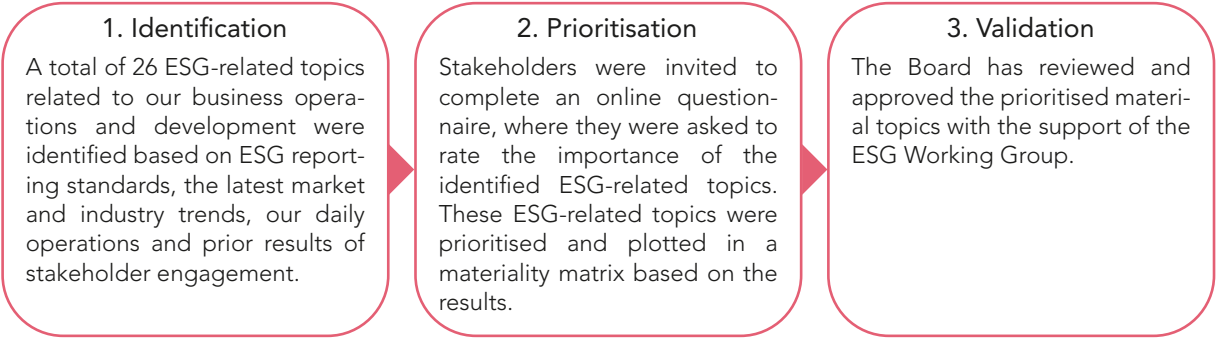 1. Identification
A total of 26 ESG-related topics
related to our business opera-
tions and development were
identified based on ESG report-
ing standards, the latest market
and industry trends, our daily
operations and prior results of
stakeholder engagement.
2. Prioritisation
Stakeholders were invited to
complete an online question-
naire, where they were asked to
rate the importance of the
identified ESG-related topics.
These ESG-related topics were
prioritised and plotted in a
materiality matrix based on the
results.
3. Validation
The Board has reviewed and
approved the prioritised materi-
al topics with the support of the
ESG Working Group.